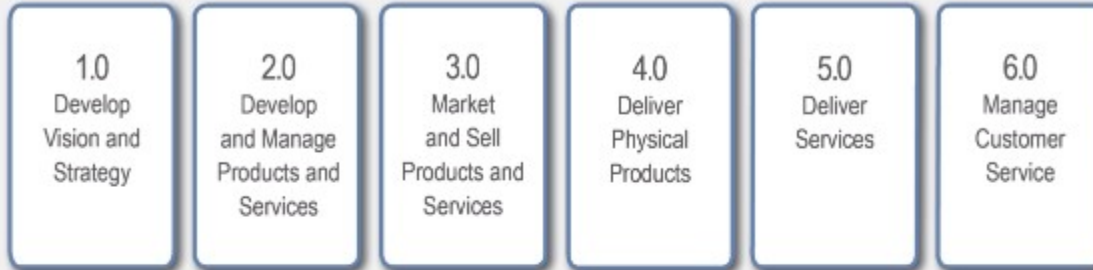 1.0
Develop
Vision and
Strategy
2.0
Develop
and Manage
Products and
Services
3.0
Market
and Sell
Products and
Services
4.0
Deliver
Physical
Products
5.0
Deliver
Services
6.0
Manage
Customer
Service